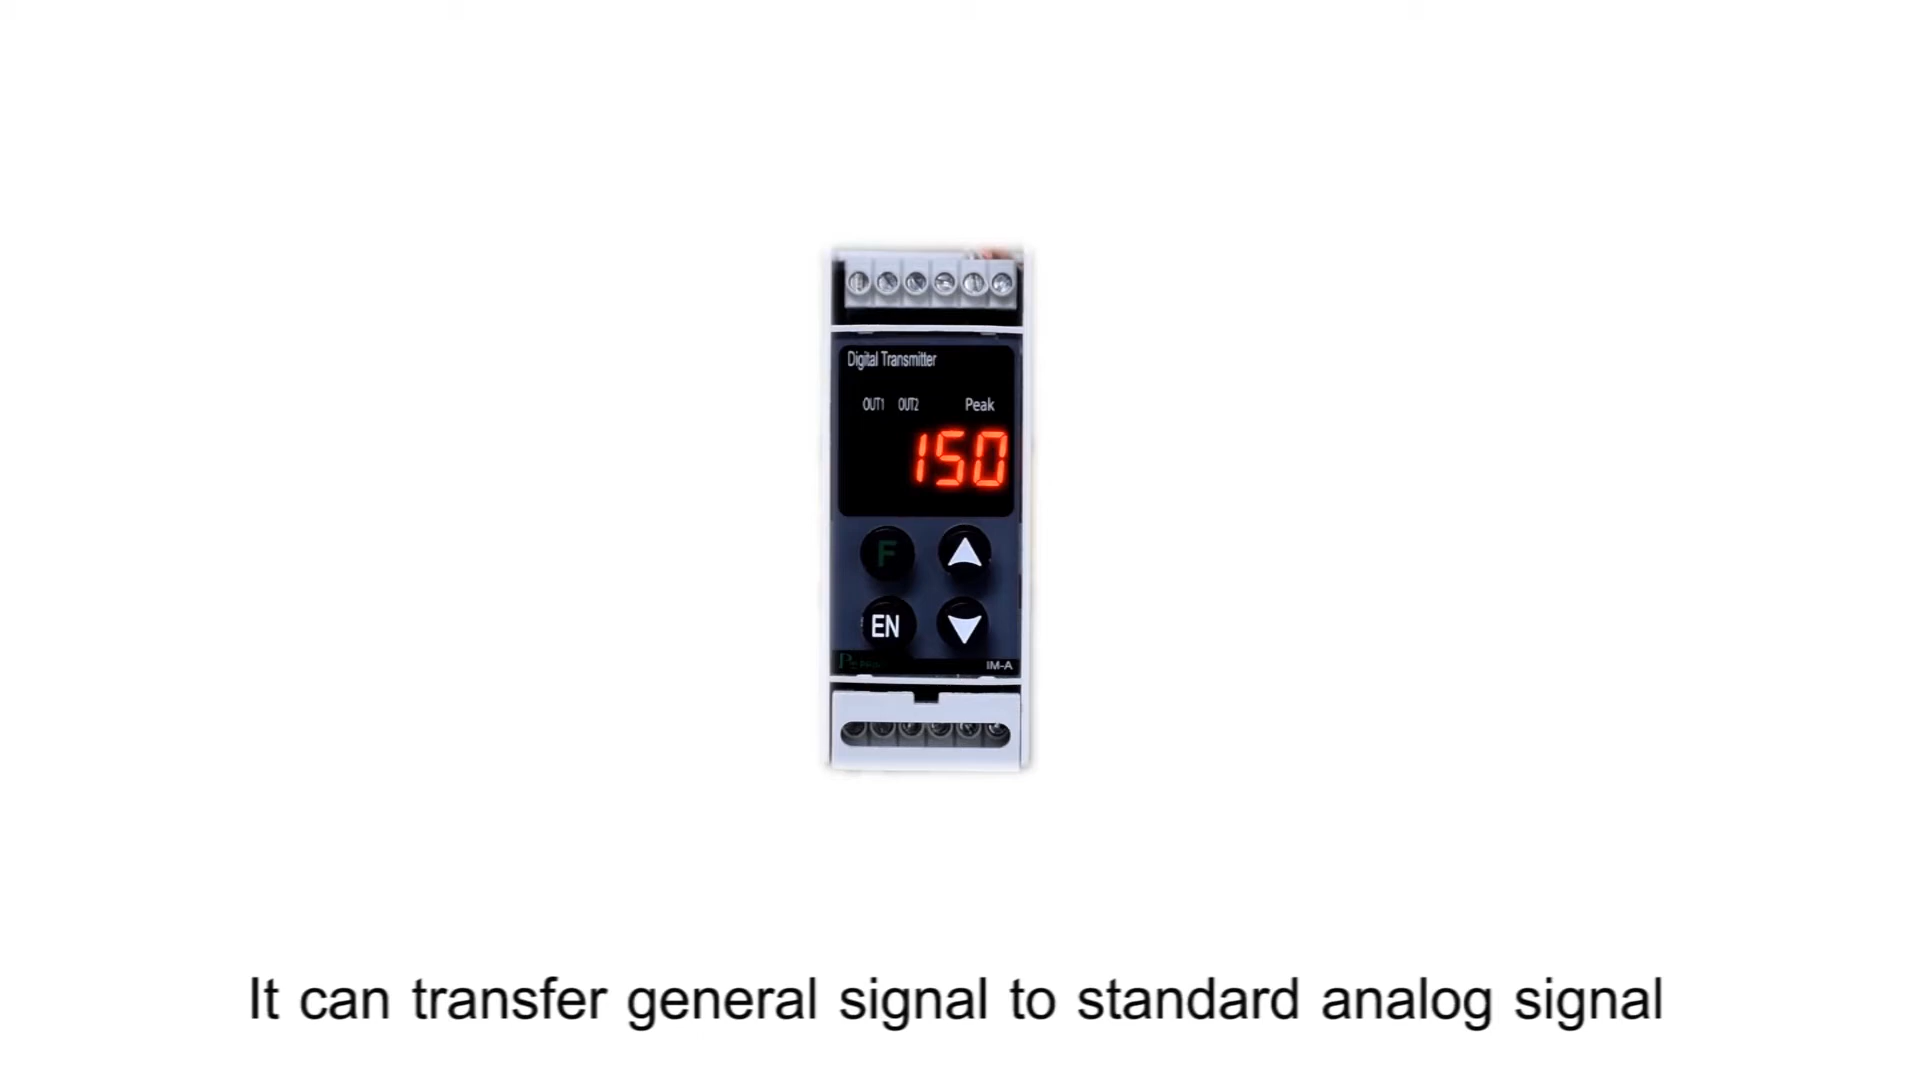 Digital Transmitter
OUT1 OUT2 Peak
150
F
EN
IM-A
It can transfer general signal to standard analog signal